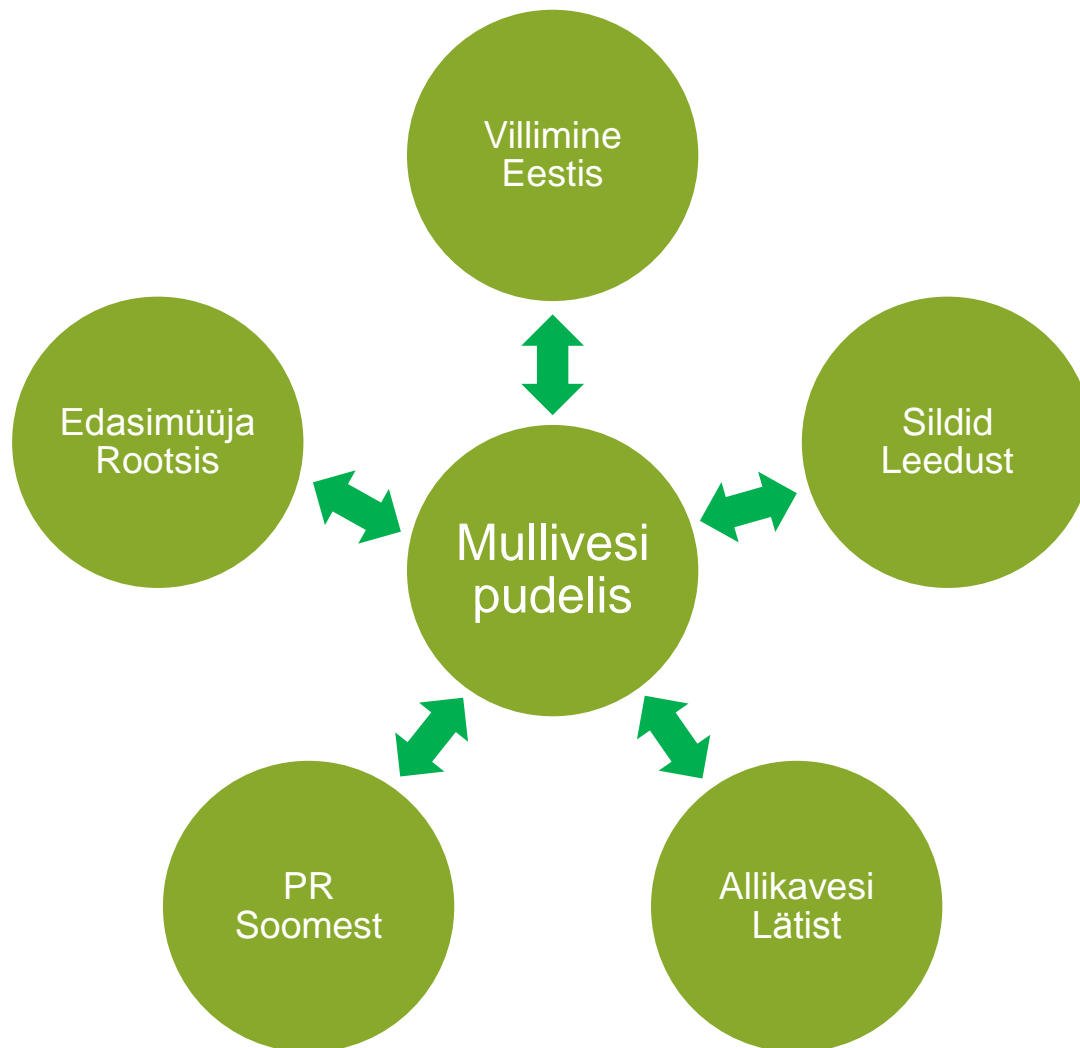 Villimine
Eestis
Edasimüüja
Rootsis
Sildid
Leedust
Mullivesi
pudelis
PR
Soomest
Allikavesi
Lätist